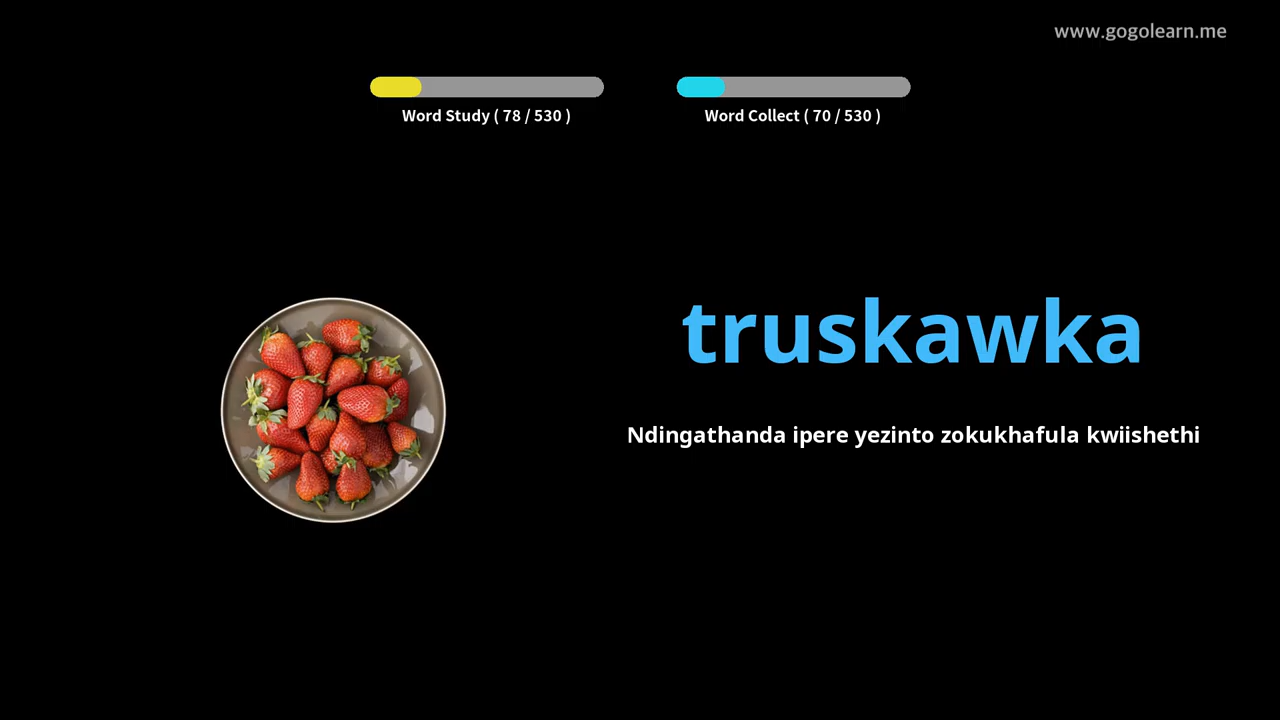 www.gogolearn.me
Word Study ( 78 / 530 )
Word Collect ( 70 / 530 )
truskawka
Ndingathanda ipere yezinto zokukhafula kwiishethi